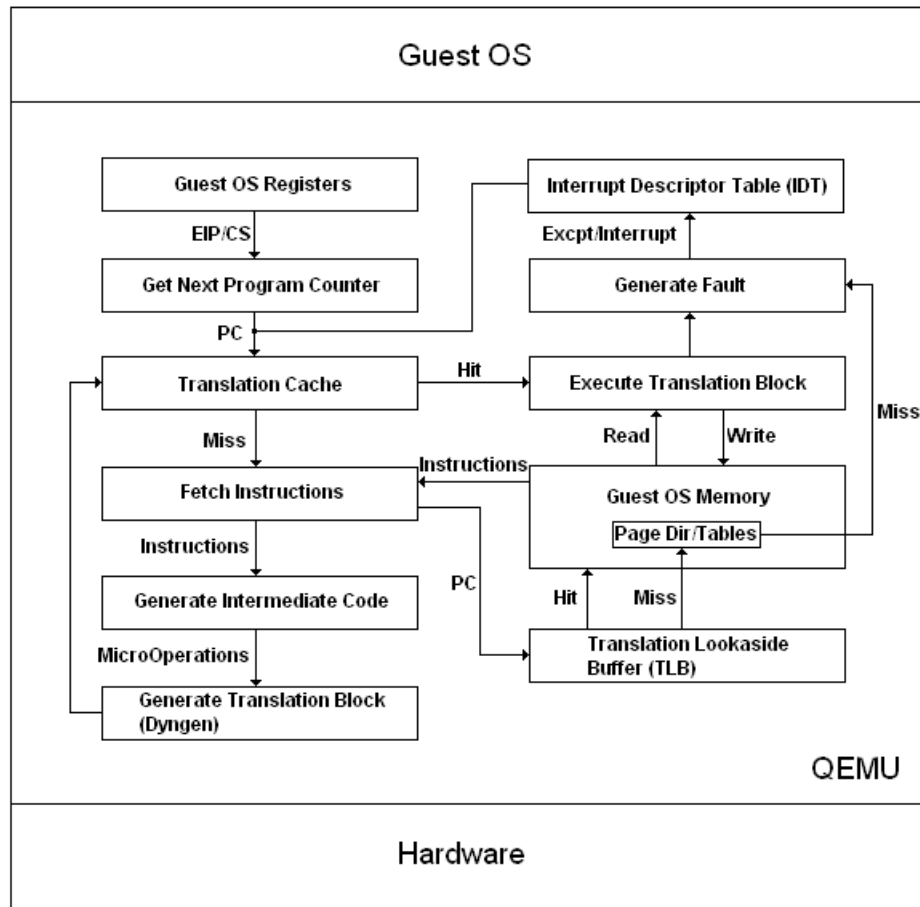 Guest OS
Guest OS Registers
Interrupt Descriptor Table (IDT)
EIP/CS
Excpt/Interrupt
Get Next Program Counter
Generate Fault
PC
Translation Cache
Hit
Execute Translation Block
Miss
Miss
Read
Write
Instructions
Fetch Instructions
Guest OS Memory
Page Dir/Tables
Instructions
PC
Generate Intermediate Code
Hit
Miss
MicroOperations
Translation Lookaside
Buffer (TLB)
Generate Translation Block
(Dyngen)
QEMU
Hardware